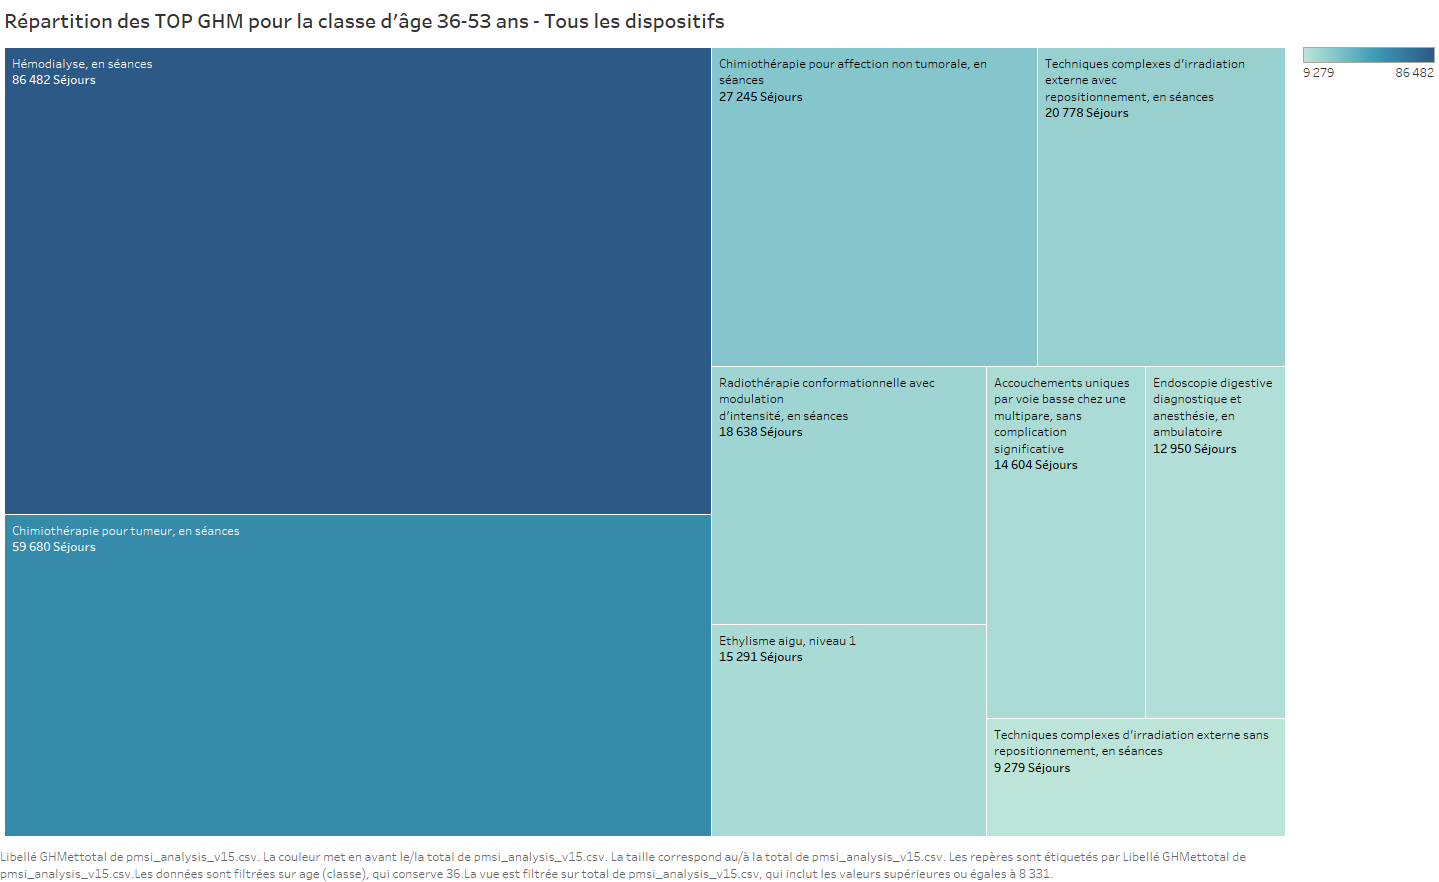 Répartition des TOP GHM pour la classe d’âge 36-53 ans - Tous les dispositifs
Hémodialyse, en séances
86 482 Séjours
Chimiothérapie pour affection non tumorale, en
séances
27 245 Séjours
Techniques complexes d’irradiation
externe avec
repositionnement, en séances
20 778 Séjours
9 279
86 482
Radiothérapie conformationnelle avec
modulation
d’intensité, en séances
18 638 Séjours
Accouchements uniques
par voie basse chez une
multipare, sans
complication
significative
14 604 Séjours
Endoscopie digestive
diagnostique et
anesthésie, en
ambulatoire
12 950 Séjours
Chimiothérapie pour tumeur, en séances
59 680 Séjours
Ethylisme aigu, niveau 1
15 291 Séjours
Techniques complexes d’irradiation externe sans
repositionnement, en séances
9 279 Séjours
Libellé GHMettotal de pmsi_analysis_v15.csv. La couleur met en avant le/la total de pmsi_analysis_v15.csv. La taille correspond au/à la total de pmsi_analysis_v15.csv. Les repères sont étiquetés par Libellé GHMettotal de
pmsi_analysis_v15.csv.Les données sont filtrées sur age (classe), qui conserve 36.La vue est filtrée sur total de pmsi_analysis_v15.csv, qui inclut les valeurs supérieures ou égales à 8 331.